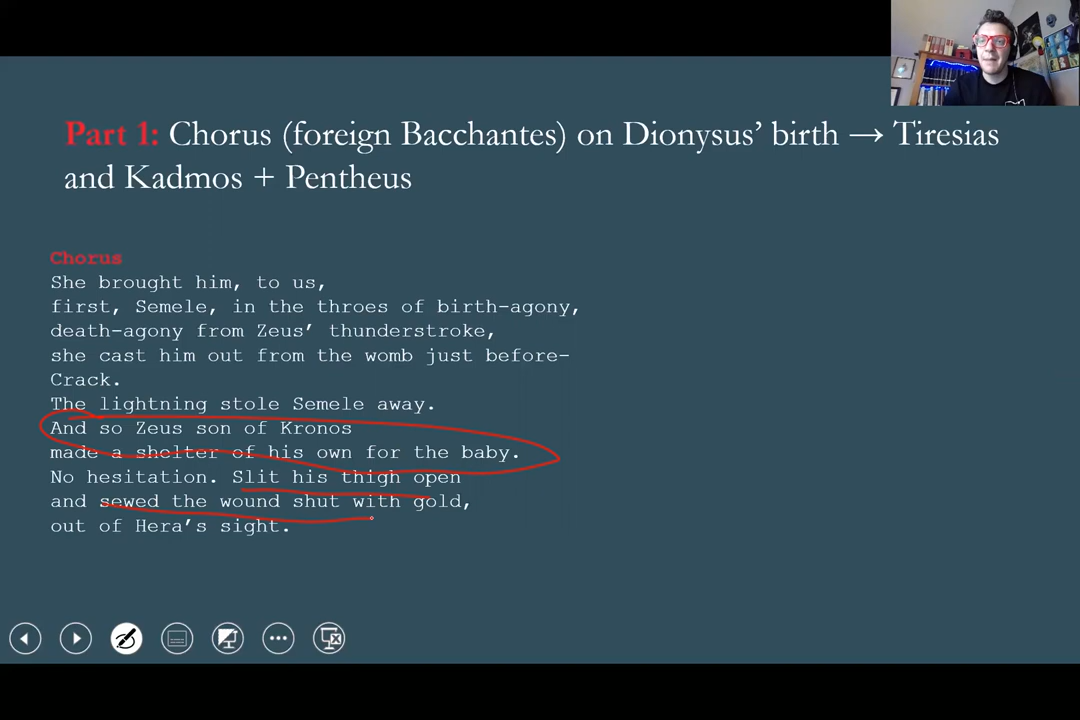 Part 1: Chorus (foreign Bacchantes) on Dionysus’ birth → Tiresias
and Kadmos + Pentheus
Chorus
She brought him, to us,
first, Semele, in the throes of birth-agony,
death-agony from Zeus’ thunderstroke,
she cast him out from the womb just before-
Crack.
The lightning stole Semele away.
And so Zeus son of Kronos
made a shelter of his own for the baby.
No hesitation. Slit his thigh open
and sewed the wound shut with gold,
out of Hera’s sight.